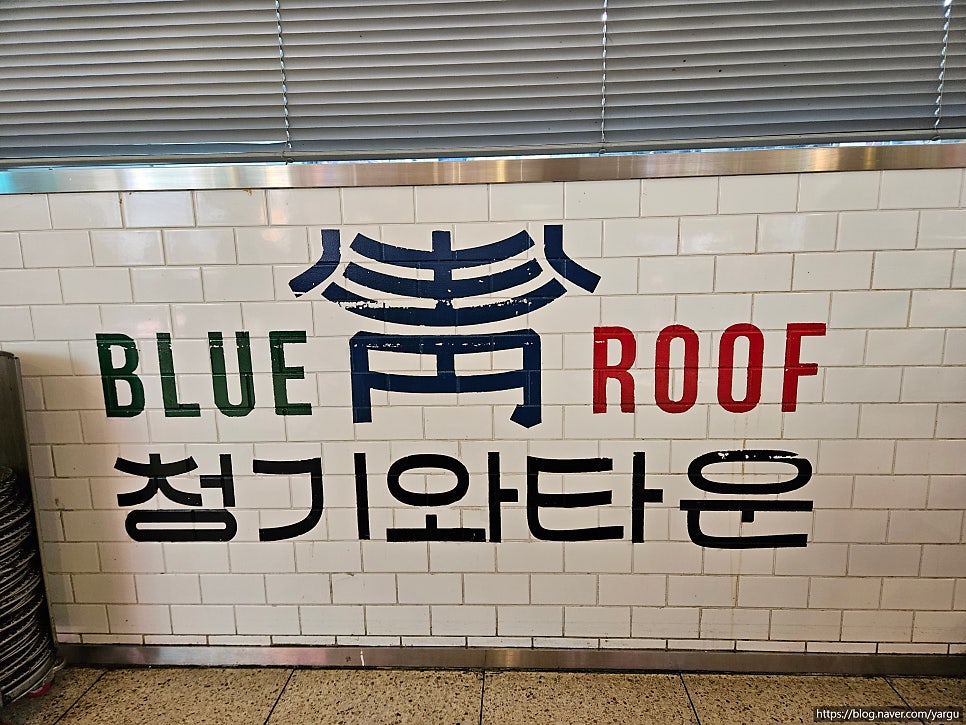 BLUE 靑 ROOF
청기와타운
https://blog.naver.com/yargu